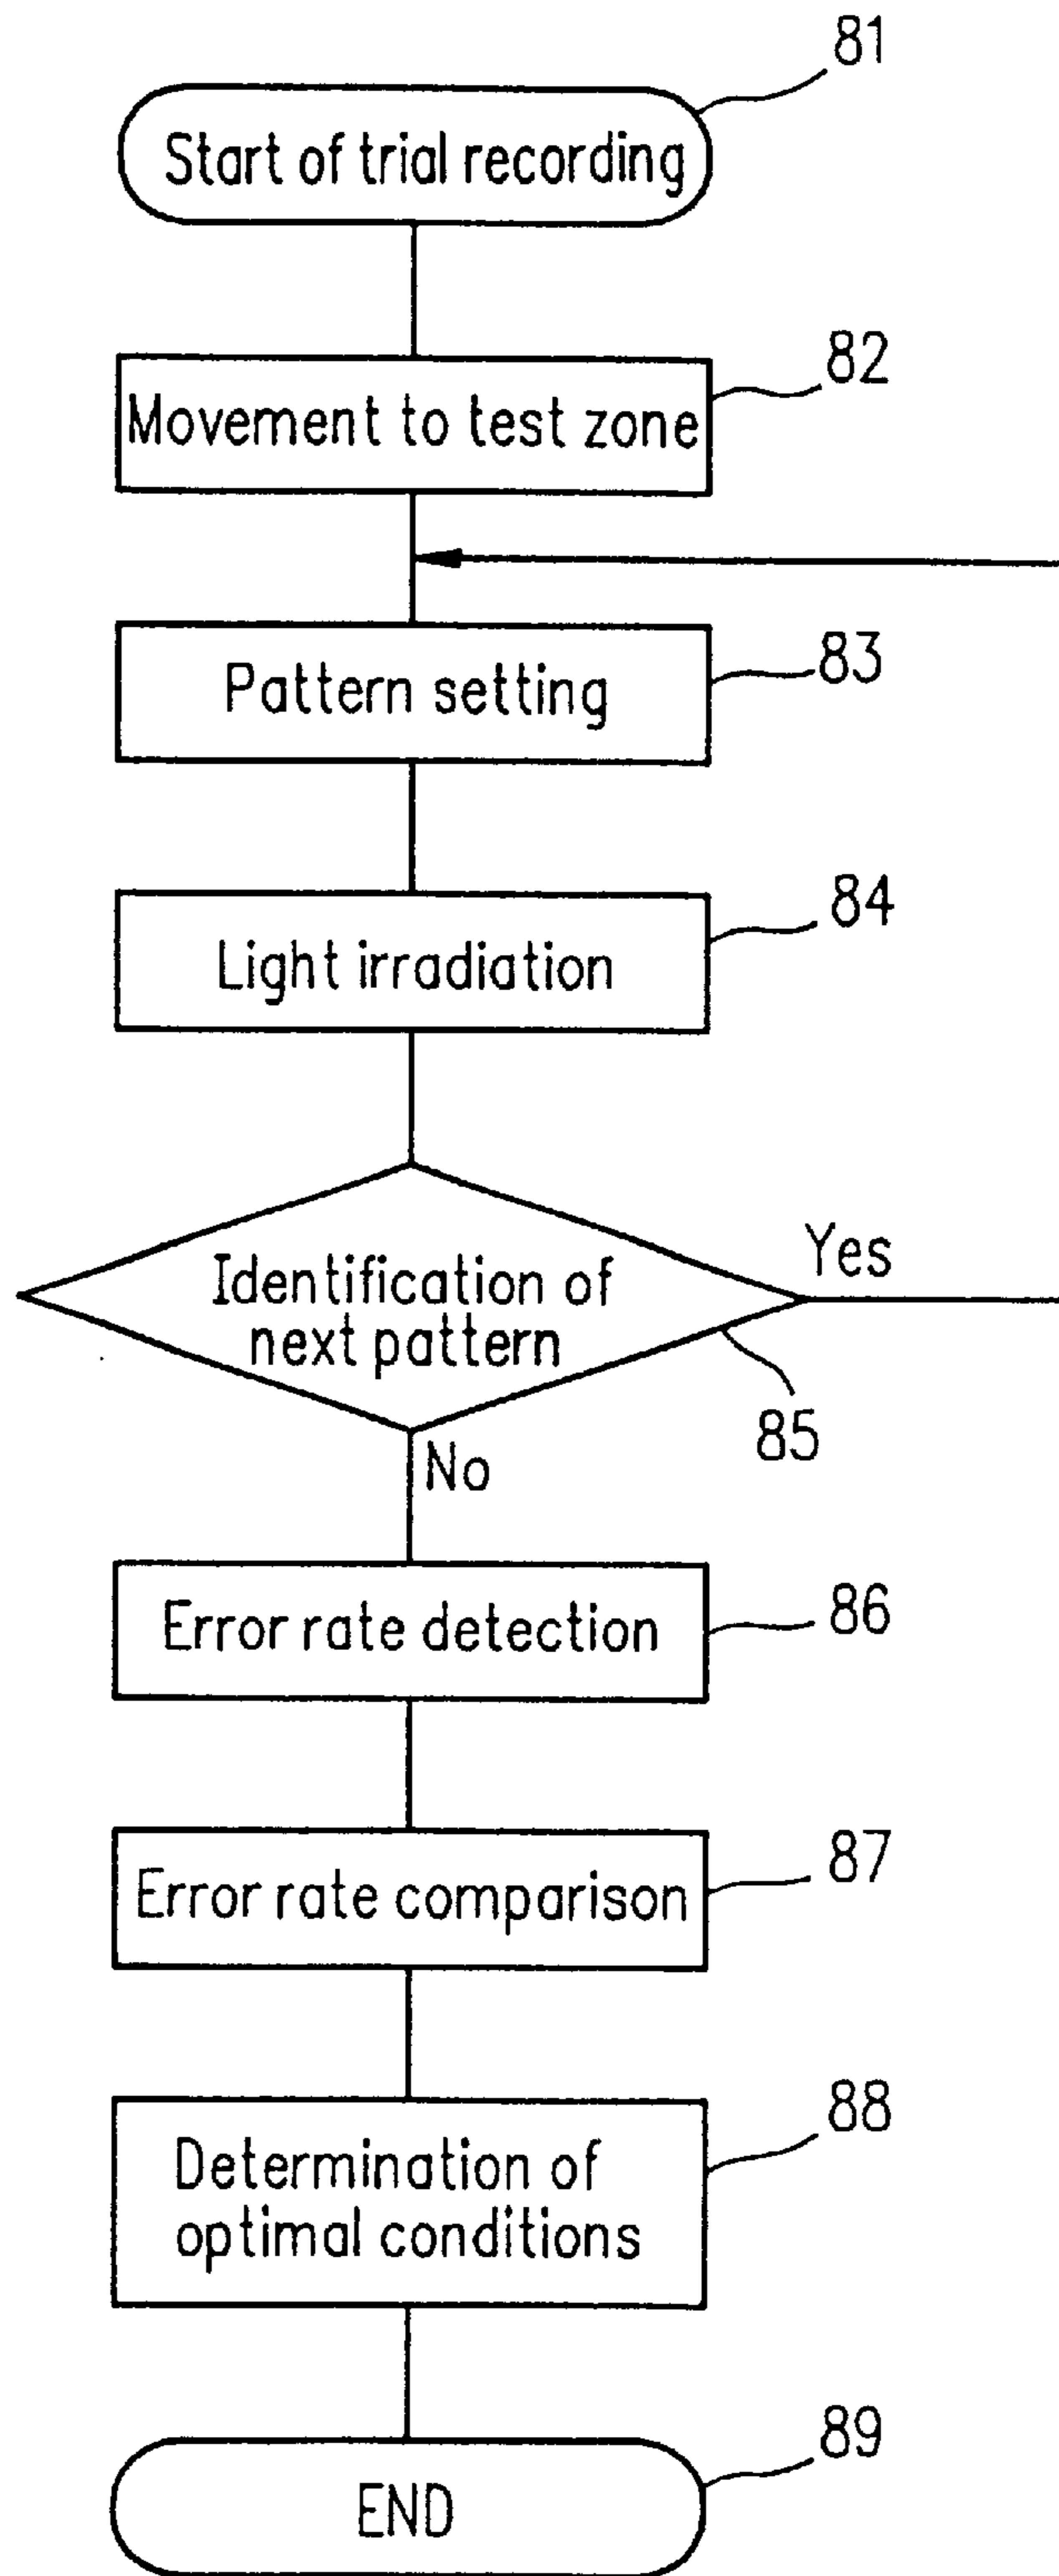 81
Start of trial recording
82
Movement to test zone
83
Pattern setting
84
Light irradiation
Yes
Identification of
next pattern
85
No
86
Error rate detection
87
Error rate comparison
88
Determination of
optimal conditions
89
END